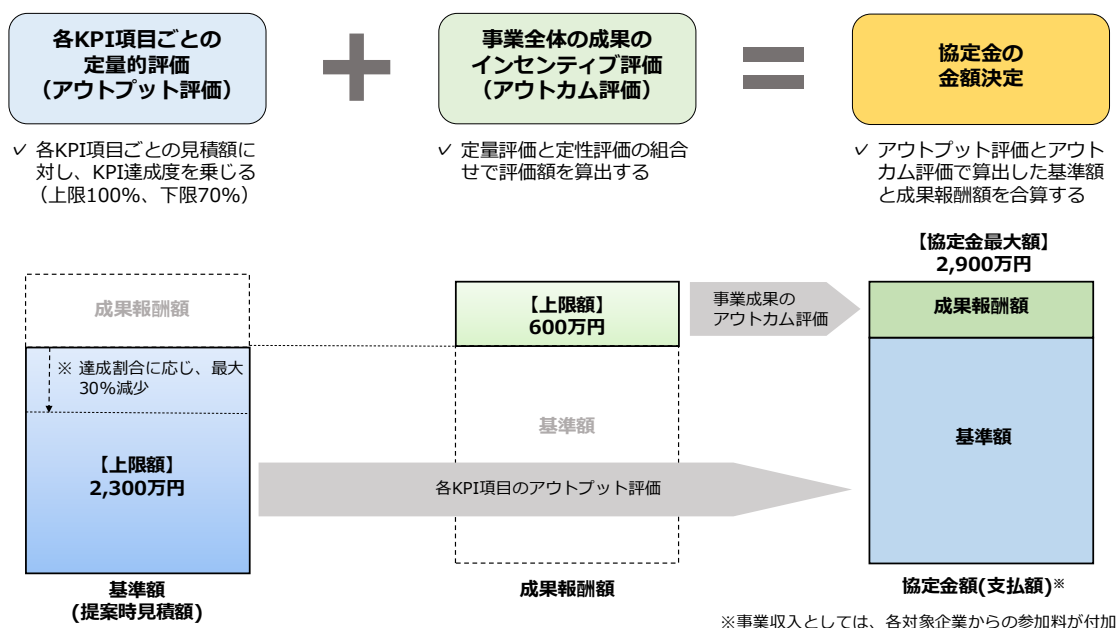 各KPI項目ごとの
定量的評価
（アウトプット評価）
事業全体の成果の
インセンティブ評価
（アウトカム評価）
協定金の
金額決定
✓ 各KPI項目ごとの見積額に
対し、KPI達成度を乗じる
（上限100%、下限70%）
✓ 定量評価と定性評価の組合
せで評価額を算出する
✓ アウトプット評価とアウト
カム評価で算出した基準額
と成果報酬額を合算する
【協定金最大額】
2,900万円
成果報酬額
【上限額】
600万円
事業成果の
アウトカム評価
成果報酬額
※ 達成割合に応じ、最大
30%減少
基準額
基準額
【上限額】
2,300万円
各KPI項目のアウトプット評価
基準額
(提案時見積額)
成果報酬額
協定金額(支払額)※
※事業収入としては、各対象企業からの参加料が付加